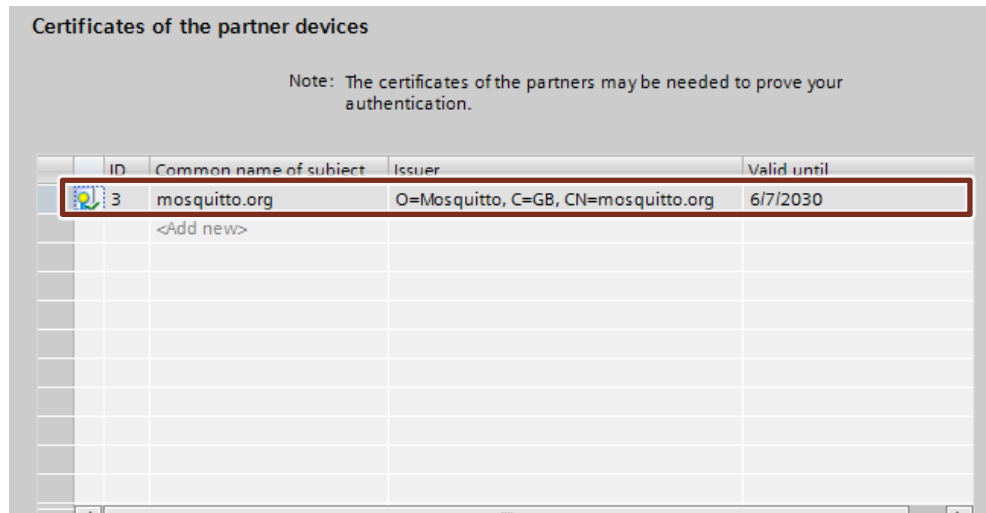 Certificates of the partner devices
Note: The certificates of the partners may be needed to prove your
authentication.
ID Common name of subject Issuer Valid until
3 mosquitto.org O=Mosquitto, C=GB, CN=mosquitto.org 6/7/2030
<Add new>